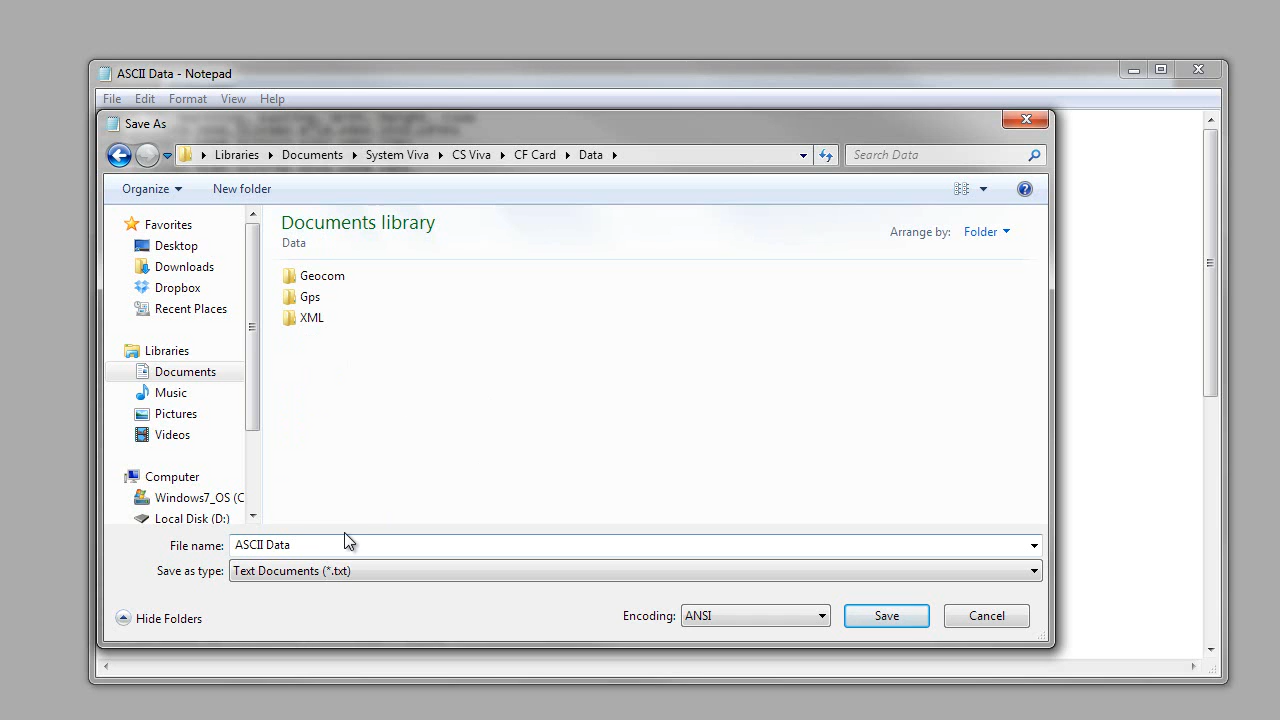 ASCII Data - Notepad
File Edit Format View Help
Save As
Libraries Documents System Viva CS Viva CF Card Data
Search Data
Organize New folder
Favorites
Desktop
Downloads
Dropbox
Recent Places
Libraries
Documents
Music
Pictures
Videos
Computer
Windows7_OS (C
Local Disk (D:)
Documents library
Data
Arrange by: Folder
Geocom
Gps
XML
File name: ASCII Data
Save as type: Text Documents (*.txt)
Hide Folders
Encoding: ANSI
Save
Cancel